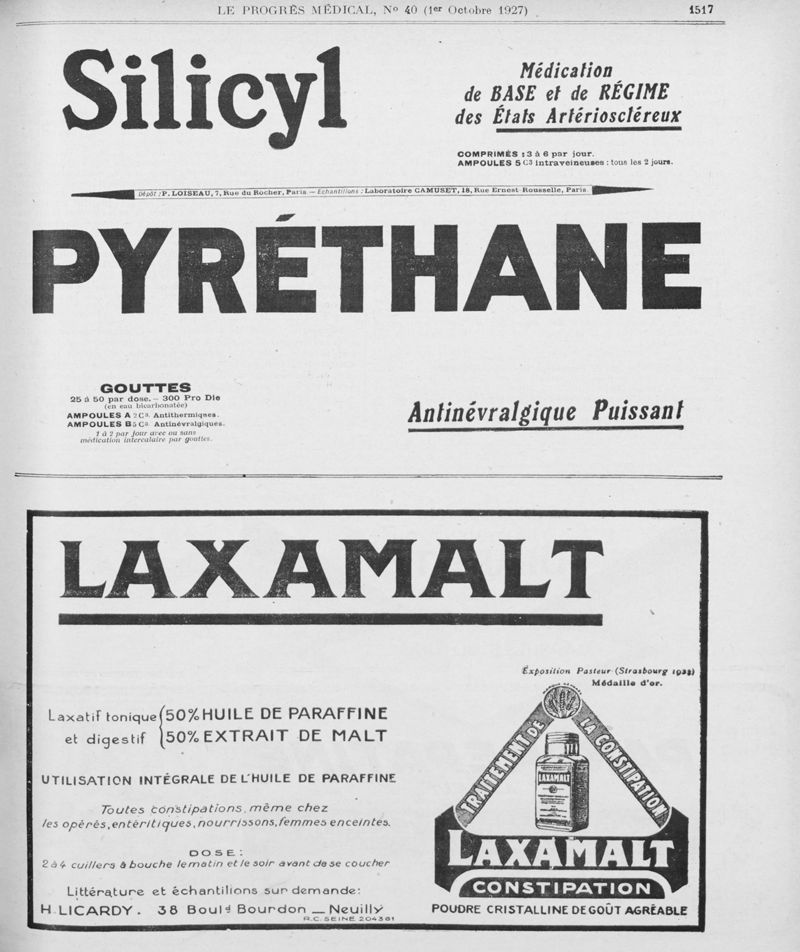 LE PROGRÈS MÉDICAL, No 40 (1er Octobre 1927)
1517
Silicyl
Médication
de BASE et de RÉGIME
des États Artérioscléreux
COMPRIMÉS : 3 à 6 par jour.
AMPOULES 5 C3 intraveineuses : tous les 2 jours.
Dépôt : P. LOISEAU, 7, Rue du Rocher, Paris. — Échantillons : Laboratoire CAMUSET, 18, Rue Ernest-Rousselle, Paris
PYRÉTHANE
GOUTTES
25 à 50 par dose. — 300 Pro Die
(en eau bicarbonatée)
AMPOULES A 2 C3. Antithermiques.
AMPOULES B 5 C3. Antinévralgiques.
1 à 2 par jour avec ou sans
médication intercalaire par gouttes.
Antinévralgique Puissant
LAXAMALT
Exposition Pasteur (Strasbourg
Médaille d'or.
Laxatif tonique
et digestif
50% HUILE DE PARAFFINE
50% EXTRAIT DE MALT
UTILISATION INTÉGRALE DE L'HUILE DE PARAFFINE
Toutes constipations, même chez
les opérés, entéritiques, nourrissons, femmes enceintes.
DOSE :
2 à 4 cuillers à bouche le matin et le soir avant de se coucher
Littérature et échantillons sur demande :
H. LICARDY. 38 Bould Bourdon — Neuilly
R.C. SEINE 204361
TRAITEMENT DE LA CONSTIPATION
LAXAMALT
LAXAMALT
CONSTIPATION
POUDRE CRISTALLINE DE GOÛT AGRÉABLE